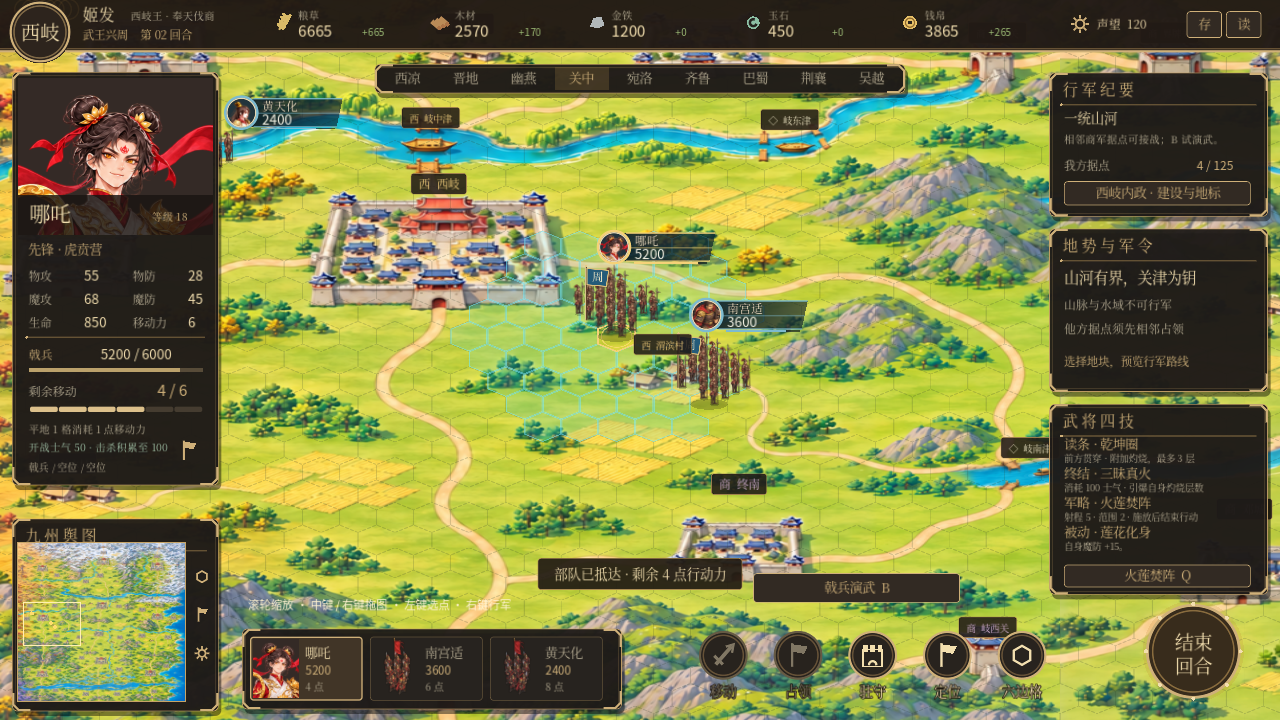 西岐
姬发 西岐王·奉天伐商
武王兴周 第 02 回合
粮草 6665 +665
木材 2570 +170
金铁 1200 +0
玉石 450 +0
钱帛 3865 +265
声望 120
存 读
西凉 晋地 幽燕 关中 宛洛 齐鲁 巴蜀 荆襄 吴越
哪吒 等级 18
先锋·虎贲营
物攻 55 物防 28
魔攻 68 魔防 45
生命 850 移动力 6
戟兵 5200 / 6000
剩余移动 4 / 6
平地 1 格消耗 1 点移动力
开战士气 50 · 击杀积累至 100
戟兵 / 空位 / 空位
九州舆图
黄天化
2400
西 岐中津
岐东津
西 西岐
哪吒
5200
周
南宫适
3600
西 渭滨村
岐南津
商 终南
部队已抵达·剩余 4 点行动力
戟兵演武 B
滚轮缩放 · 中键 / 右键拖图 · 左键选点 · 右键行军
商 岐西关
哪吒
5200
4 点
南宫适
3600
6 点
黄天化
2400
8 点
移动 占领 驻守 定位 六边格
行军纪要
一统山河
相邻商军据点可接战；B 试演武。
我方据点 4 / 125
西岐内政·建设与地标
地势与军令
山河有界，关津为钥
山脉与水域不可行军
他方据点须先相邻占领
选择地块，预览行军路线
武将四技
读条·乾坤圈
前方贯穿·附加灼烧，最多 3 层
终结·三昧真火
消耗 100 士气·引爆自身灼烧层数
军略·火莲焚阵
射程 5 · 范围 2 · 施放后结束行动
被动·莲花化身
自身魔防 +15。
火莲焚阵 Q
结束
回合